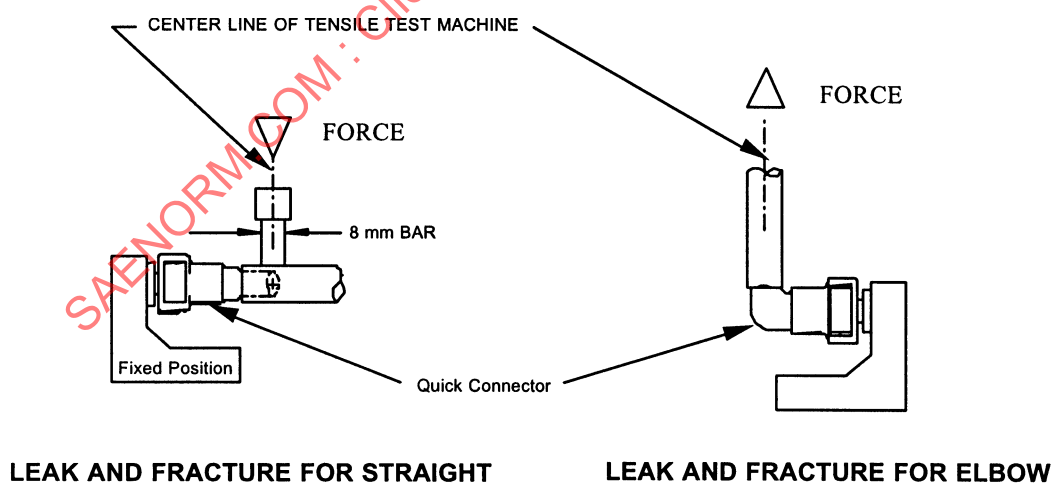 CENTER LINE OF TENSILE TEST MACHINE
FORCE
FORCE
8 mm BAR
Fixed Position
Quick Connector
LEAK AND FRACTURE FOR STRAIGHT
LEAK AND FRACTURE FOR ELBOW
SAENORM.COM : Clic